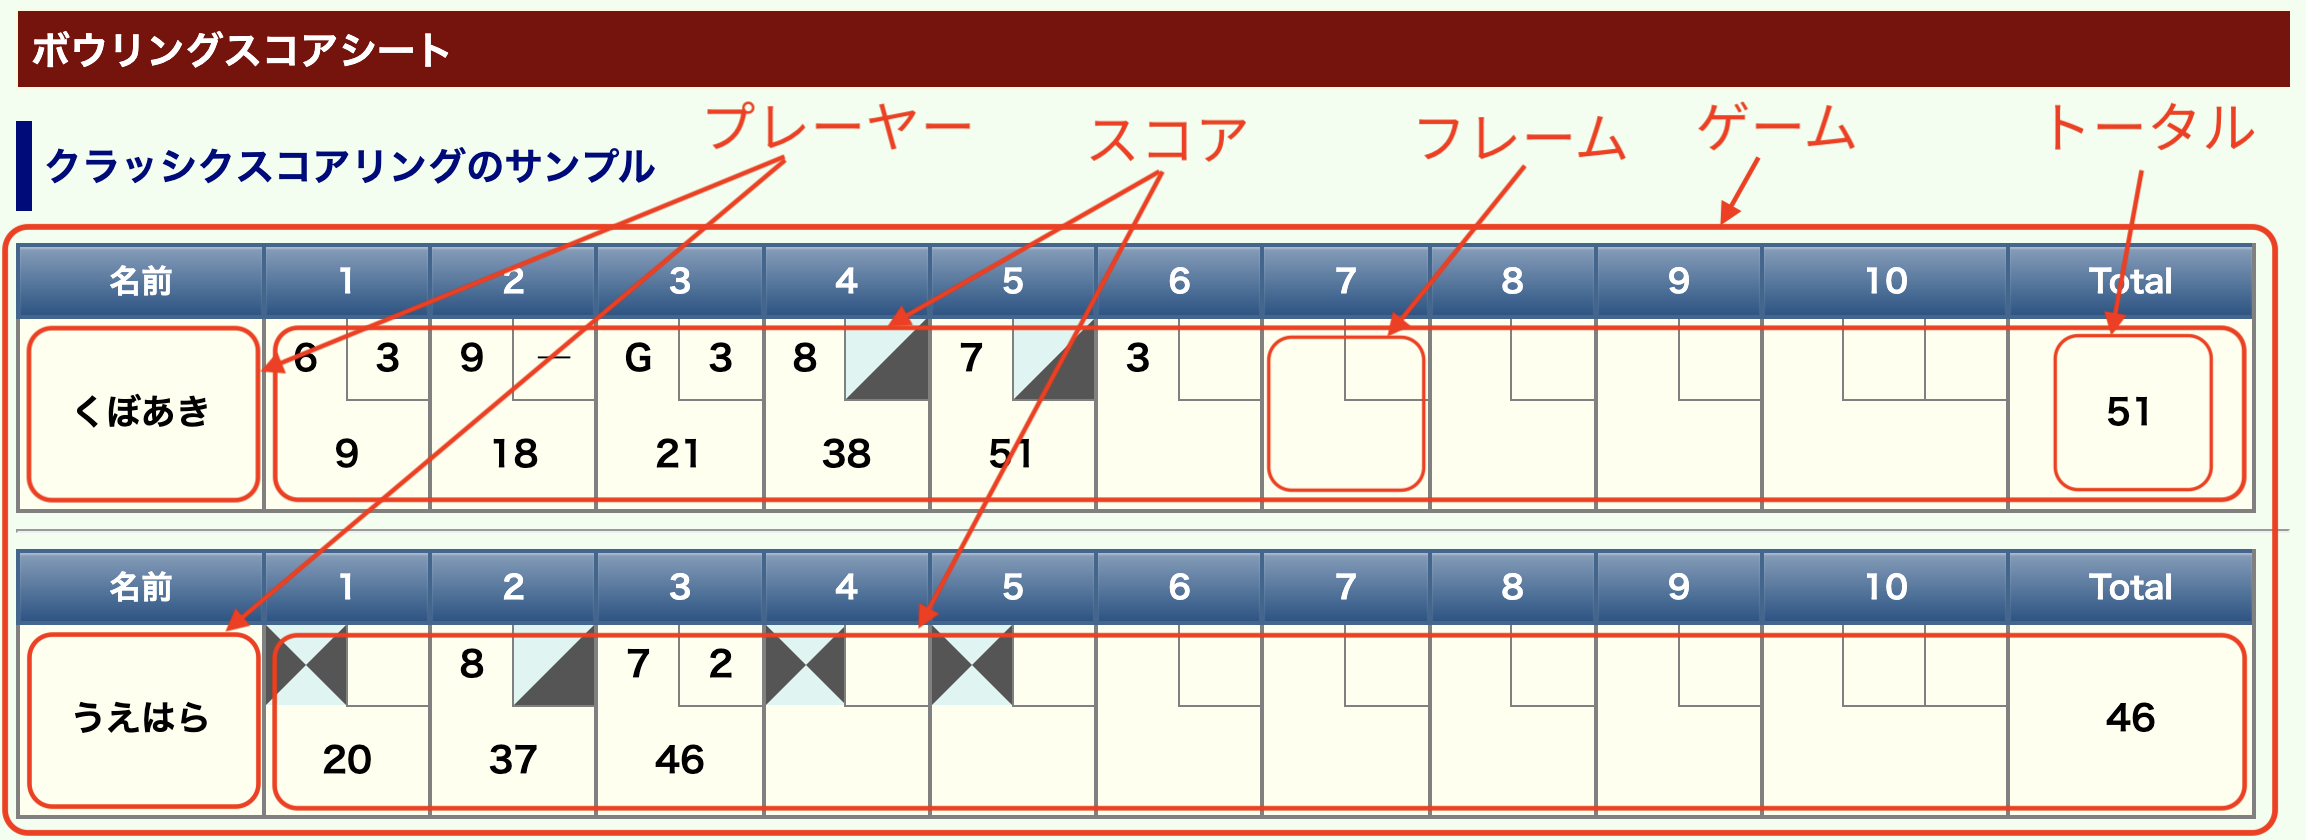 ボウリングスコアシート
プレーヤー スコア フレーム ゲーム トータル
クラッシクスコアリングのサンプル
名前 1 2 3 4 5 6 7 8 9 10 Total
6 3 9 — G 3 8 7 3
くぼあき 51
9 18 21 38 51
名前 1 2 3 4 5 6 7 8 9 10 Total
8 7 2
うえはら 46
20 37 46